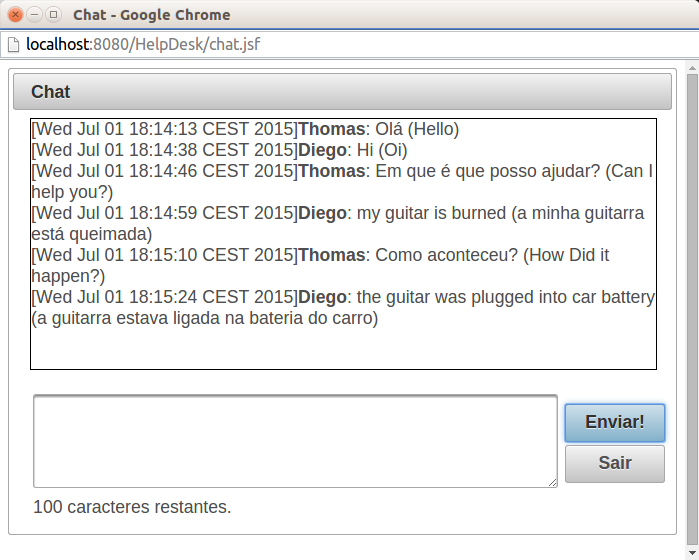 Chat - Google Chrome
localhost:8080/HelpDesk/chat.jsf
Chat
[Wed Jul 01 18:14:13 CEST 2015]Thomas: Olá (Hello)
[Wed Jul 01 18:14:38 CEST 2015]Diego: Hi (Oi)
[Wed Jul 01 18:14:46 CEST 2015]Thomas: Em que é que posso ajudar? (Can I
help you?)
[Wed Jul 01 18:14:59 CEST 2015]Diego: my guitar is burned (a minha guitarra
está queimada)
[Wed Jul 01 18:15:10 CEST 2015]Thomas: Como aconteceu? (How Did it
happen?)
[Wed Jul 01 18:15:24 CEST 2015]Diego: the guitar was plugged into car battery
(a guitarra estava ligada na bateria do carro)
Enviar!
Sair
100 caracteres restantes.